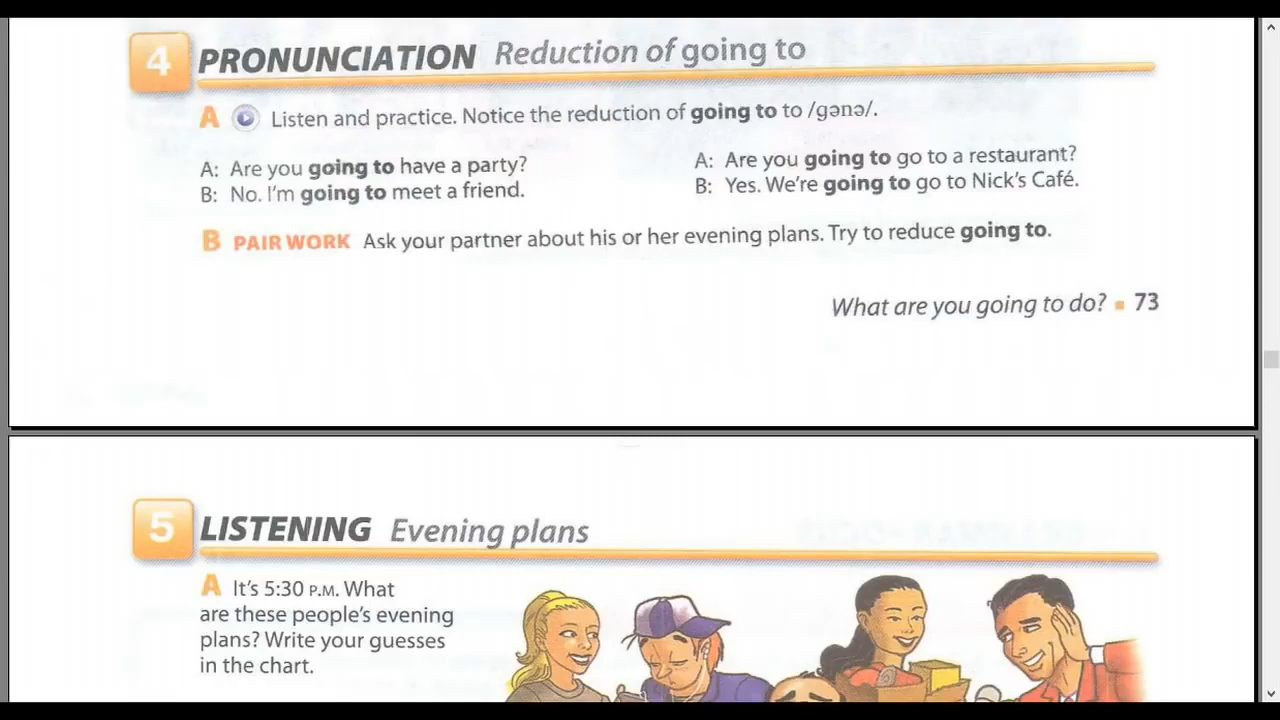 4 PRONUNCIATION Reduction of going to
A Listen and practice. Notice the reduction of going to to /gənə/.
A: Are you going to have a party?
B: No. I'm going to meet a friend.
A: Are you going to go to a restaurant?
B: Yes. We're going to go to Nick's Café.
B PAIR WORK Ask your partner about his or her evening plans. Try to reduce going to.
What are you going to do? ▪ 73
5 LISTENING Evening plans
A It's 5:30 P.M. What
are these people's evening
plans? Write your guesses
in the chart.